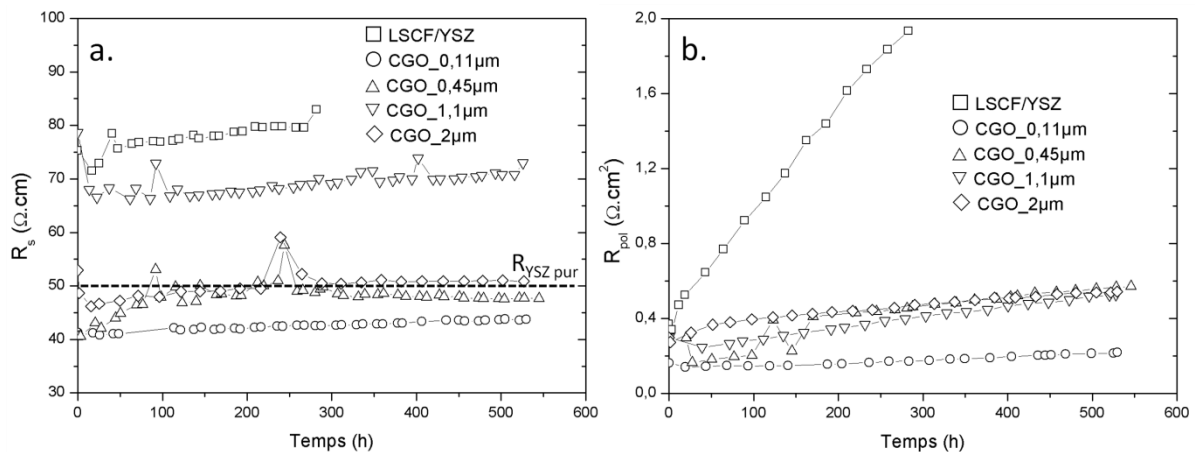 a.
LSCF/YSZ
CGO_0,11µm
CGO_0,45µm
CGO_1,1µm
CGO_2µm
R_YSZ pur
R_s (Ω.cm)
100
90
80
70
60
50
40
30
0 100 200 300 400 500 600
Temps (h)
b.
LSCF/YSZ
CGO_0,11µm
CGO_0,45µm
CGO_1,1µm
CGO_2µm
R_pol (Ω.cm²)
2,0
1,6
1,2
0,8
0,4
0,0
0 100 200 300 400 500 600
Temps (h)